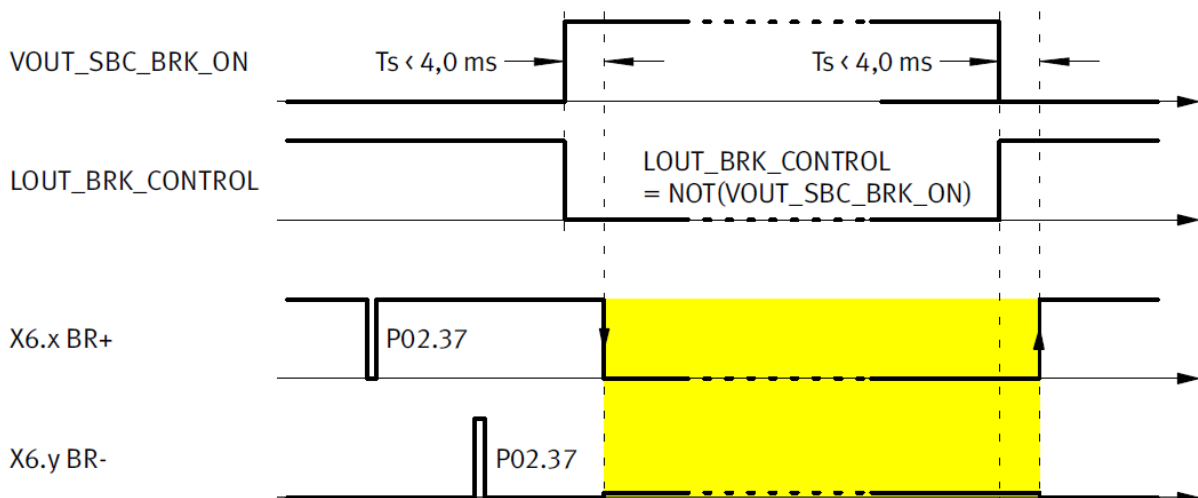 VOUT_SBC_BRK_ON
Ts < 4,0 ms
Ts < 4,0 ms
LOUT_BRK_CONTROL
LOUT_BRK_CONTROL
= NOT(VOUT_SBC_BRK_ON)
X6.x BR+
P02.37
X6.y BR-
P02.37